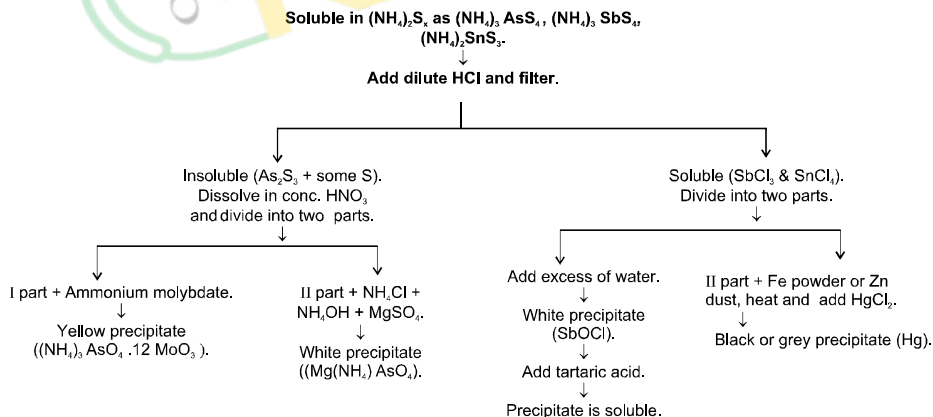 Soluble in (NH₄)₂Sₓ as (NH₄)₃ AsS₄, (NH₄)₃ SbS₄,
(NH₄)₂SnS₃.
Add dilute HCl and filter.
Insoluble (As₂S₃ + some S).
Dissolve in conc. HNO₃
and divide into two parts.
Soluble (SbCl₃ & SnCl₄).
Divide into two parts.
I part + Ammonium molybdate.
Yellow precipitate
((NH₄)₃ AsO₄ .12 MoO₃ ).
II part + NH₄Cl +
NH₄OH + MgSO₄.
White precipitate
((Mg(NH₄) AsO₄).
Add excess of water.
White precipitate
(SbOCl).
Add tartaric acid.
Precipitate is soluble.
II part + Fe powder or Zn
dust, heat and add HgCl₂.
Black or grey precipitate (Hg).